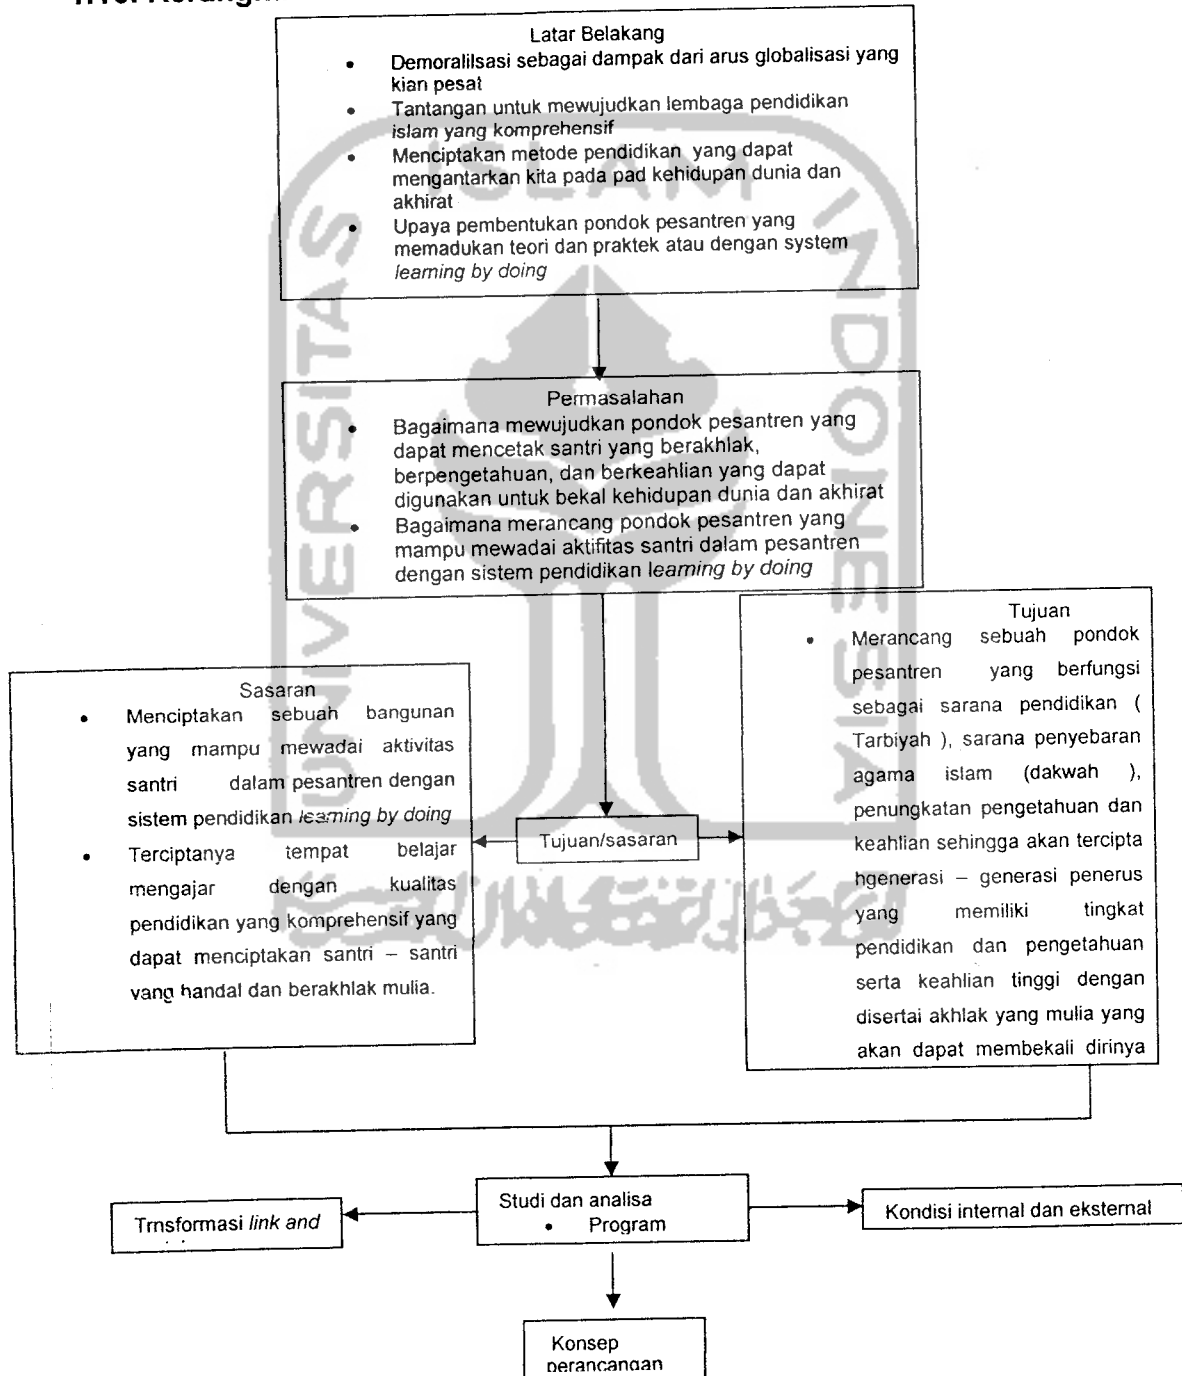 Latar Belakang
• Demoralilsasi sebagai dampak dari arus globalisasi yang
kian pesat
• Tantangan untuk mewujudkan lembaga pendidikan
islam yang komprehensif
• Menciptakan metode pendidikan yang dapat
mengantarkan kita pada pad kehidupan dunia dan
akhirat
• Upaya pembentukan pondok pesantren yang
memadukan teori dan praktek atau dengan system
learning by doing
Permasalahan
• Bagaimana mewujudkan pondok pesantren yang
dapat mencetak santri yang berakhlak,
berpengetahuan, dan berkeahlian yang dapat
digunakan untuk bekal kehidupan dunia dan akhirat
• Bagaimana merancang pondok pesantren yang
mampu mewadai aktifitas santri dalam pesantren
dengan sistem pendidikan learning by doing
Sasaran
• Menciptakan sebuah bangunan
yang mampu mewadai aktivitas
santri dalam pesantren dengan
sistem pendidikan learning by doing
• Terciptanya tempat belajar
mengajar dengan kualitas
pendidikan yang komprehensif yang
dapat menciptakan santri – santri
yang handal dan berakhlak mulia.
Tujuan/sasaran
Tujuan
• Merancang sebuah pondok
pesantren yang berfungsi
sebagai sarana pendidikan (
Tarbiyah ), sarana penyebaran
agama islam (dakwah ),
penungkatan pengetahuan dan
keahlian sehingga akan tercipta
hgenerasi – generasi penerus
yang memiliki tingkat
pendidikan dan pengetahuan
serta keahlian tinggi dengan
disertai akhlak yang mulia yang
akan dapat membekali dirinya
Studi dan analisa
• Program
Trnsformasi link and
Kondisi internal dan eksternal
Konsep
perancangan
UNIVERSITAS
ISLAM
INDONESIA